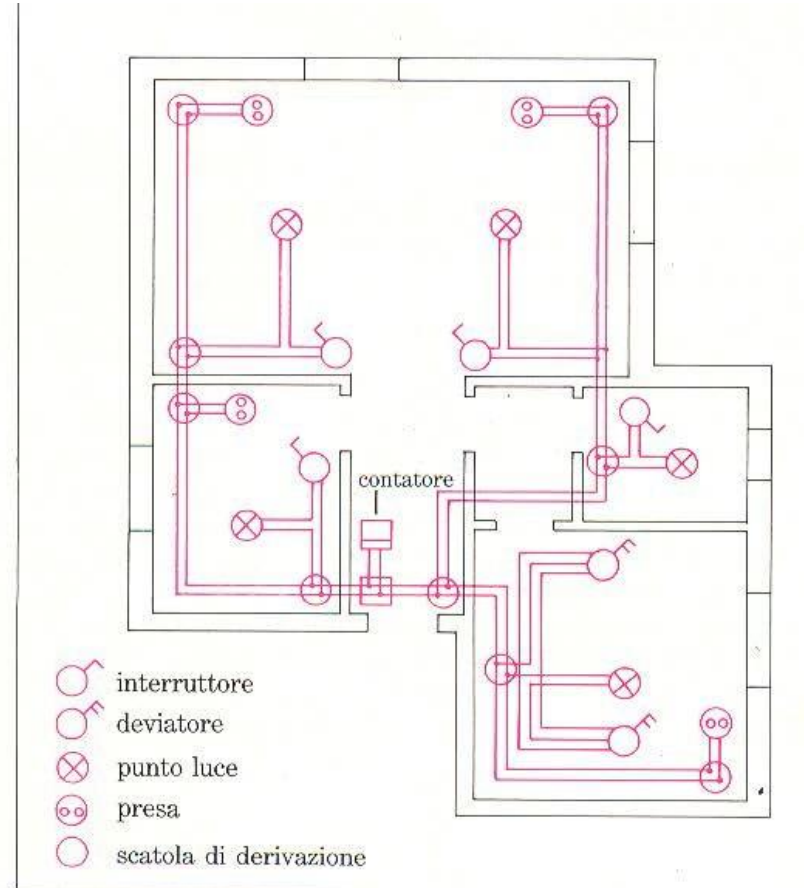 contatore
interruttore
deviatore
punto luce
presa
scatola di derivazione